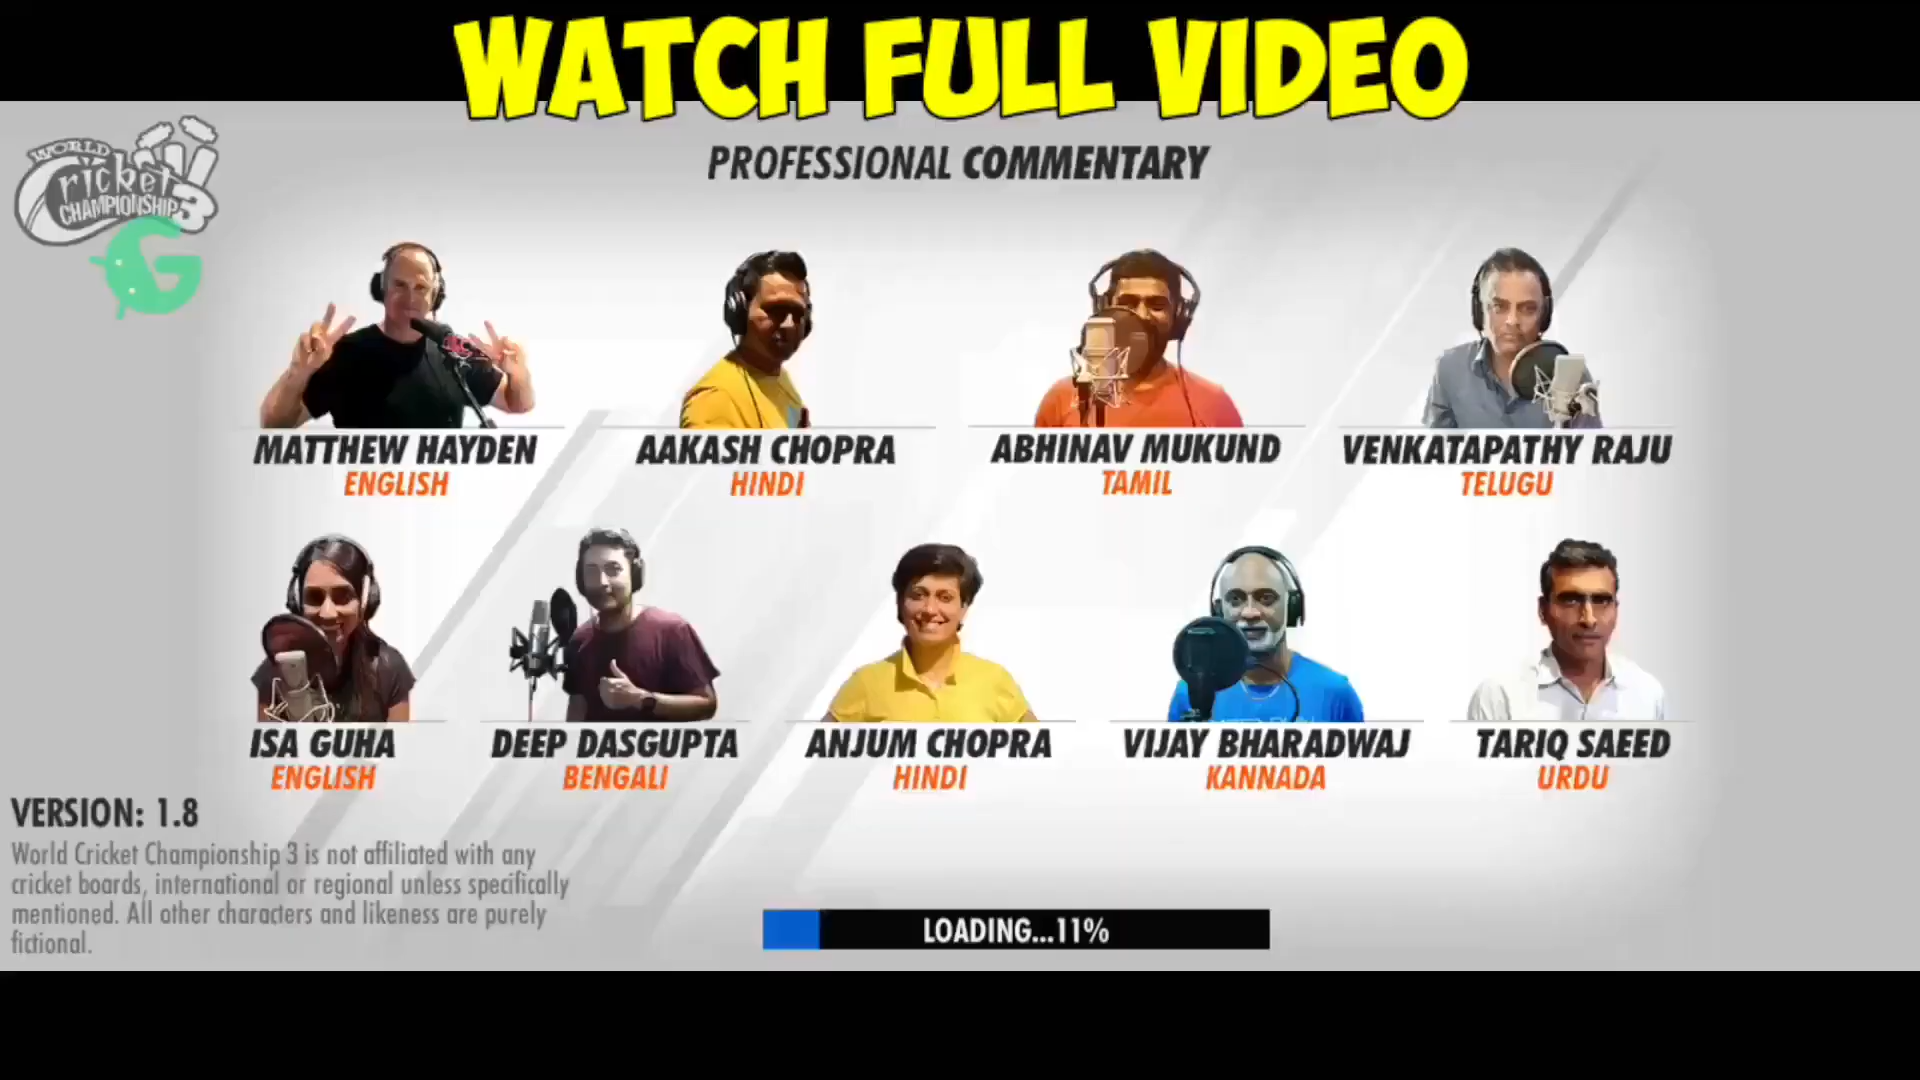 WATCH FULL VIDEO
PROFESSIONAL COMMENTARY
WORLD
Cricket
CHAMPIONSHIP 3
G
MATTHEW HAYDEN
ENGLISH
AAKASH CHOPRA
HINDI
ABHINAV MUKUND
TAMIL
VENKATAPATHY RAJU
TELUGU
ISA GUHA
ENGLISH
DEEP DASGUPTA
BENGALI
ANJUM CHOPRA
HINDI
VIJAY BHARADWAJ
KANNADA
TARIQ SAEED
URDU
VERSION: 1.8
World Cricket Championship 3 is not affiliated with any
cricket boards, international or regional unless specifically
mentioned. All other characters and likeness are purely
fictional.
LOADING...11%